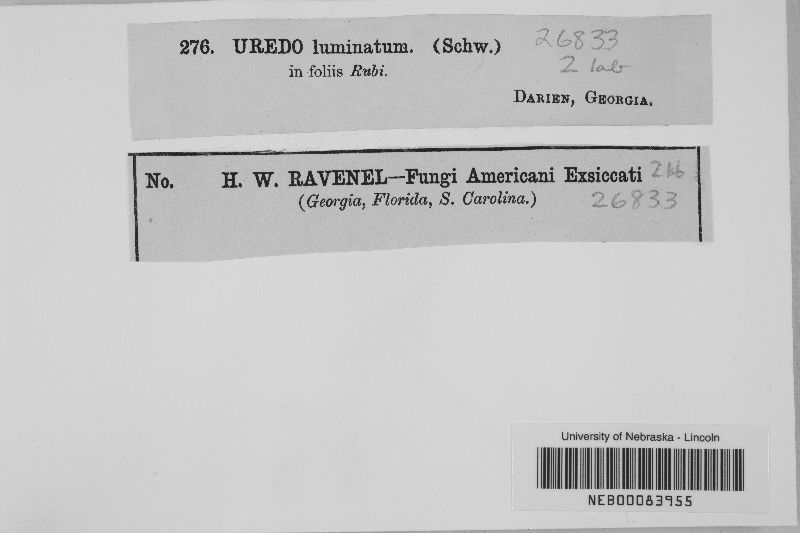 276. UREDO luminatum. (Schw.) 26833
in foliis Rubi. 2 lab
DARIEN, GEORGIA.
No. H. W. RAVENEL—Fungi Americani Exsiccati
(Georgia, Florida, S. Carolina.) 26833
University of Nebraska - Lincoln
NEB00083955